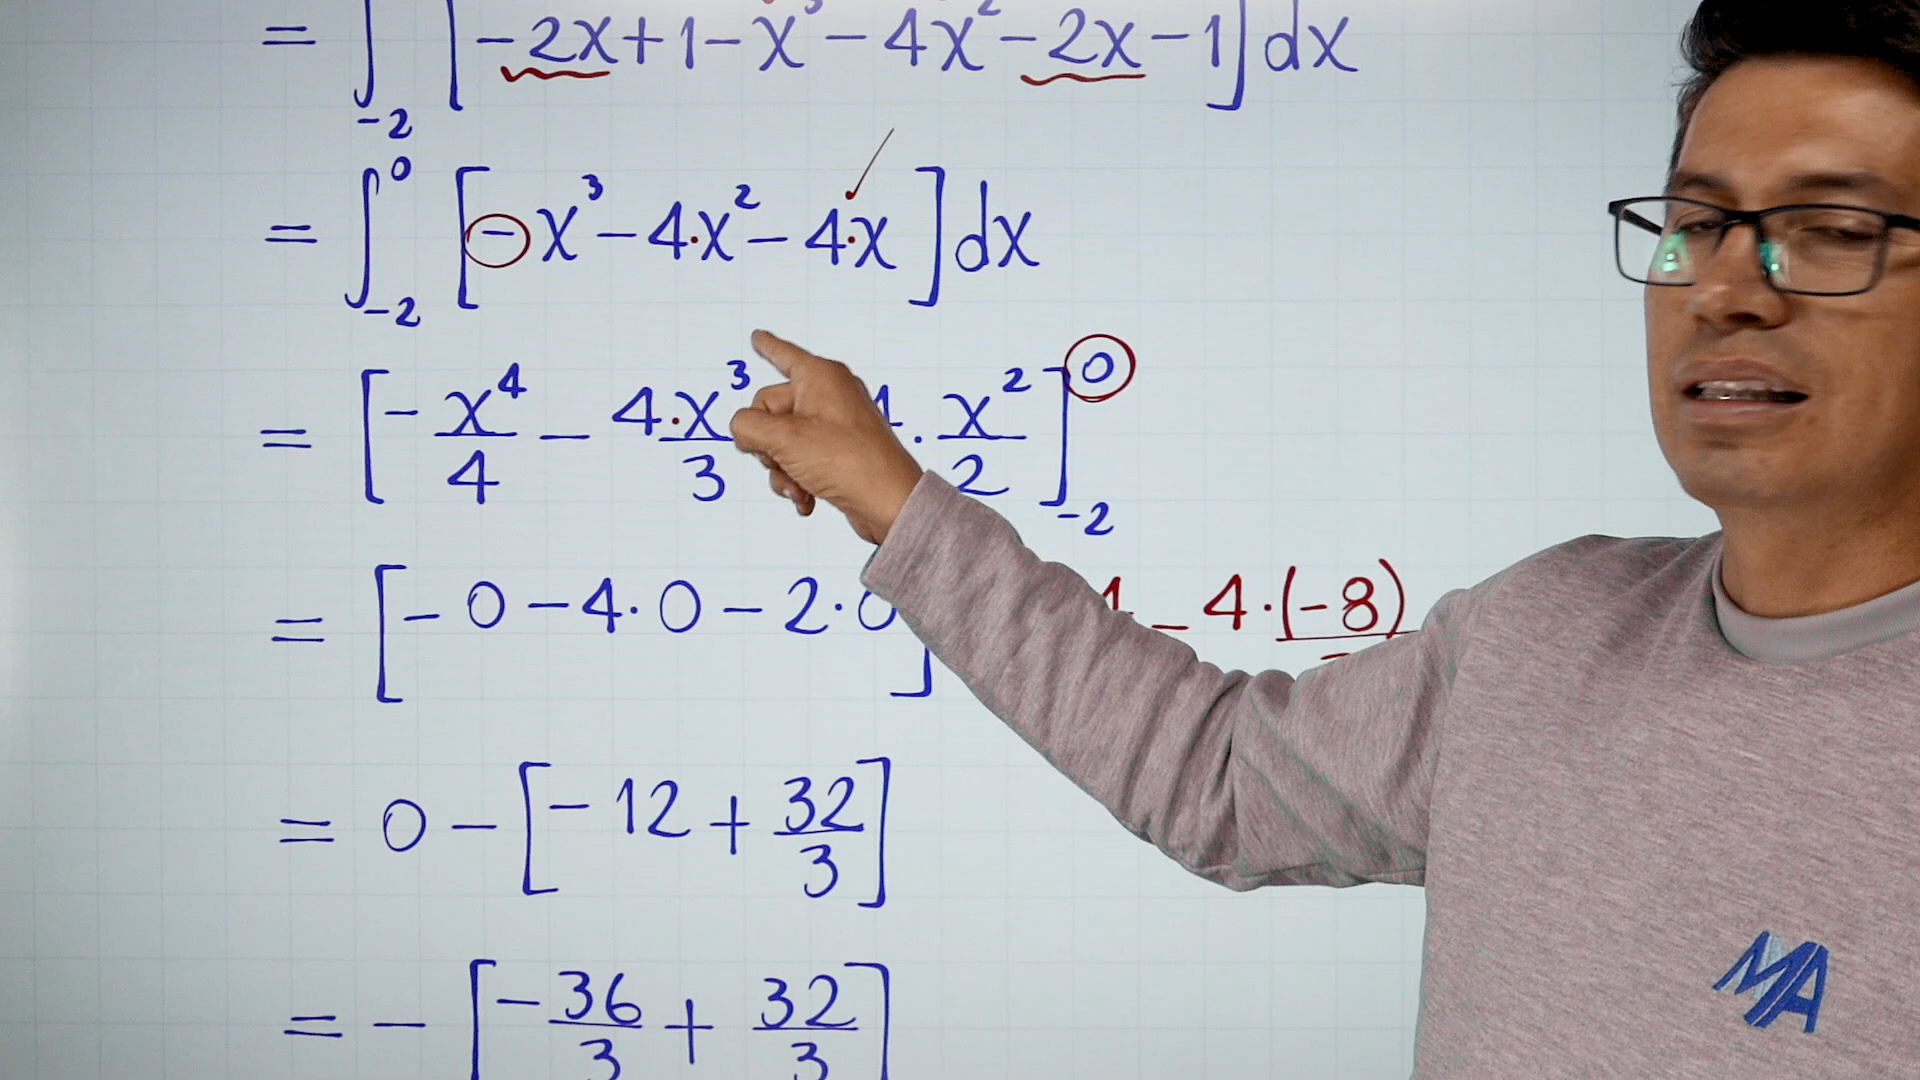 = ∫₋₂ [-2x+1-x³-4x²-2x-1]dx
= ∫₋₂⁰ [-x³-4·x²-4·x]dx
= [-x⁴/4 - 4·x³/3 4·x²/2]₋₂⁰
= [-0-4·0-2·0] 4 - 4·(-8)
= 0-[-12+32/3]
= -[-36/3+32/3]
MA